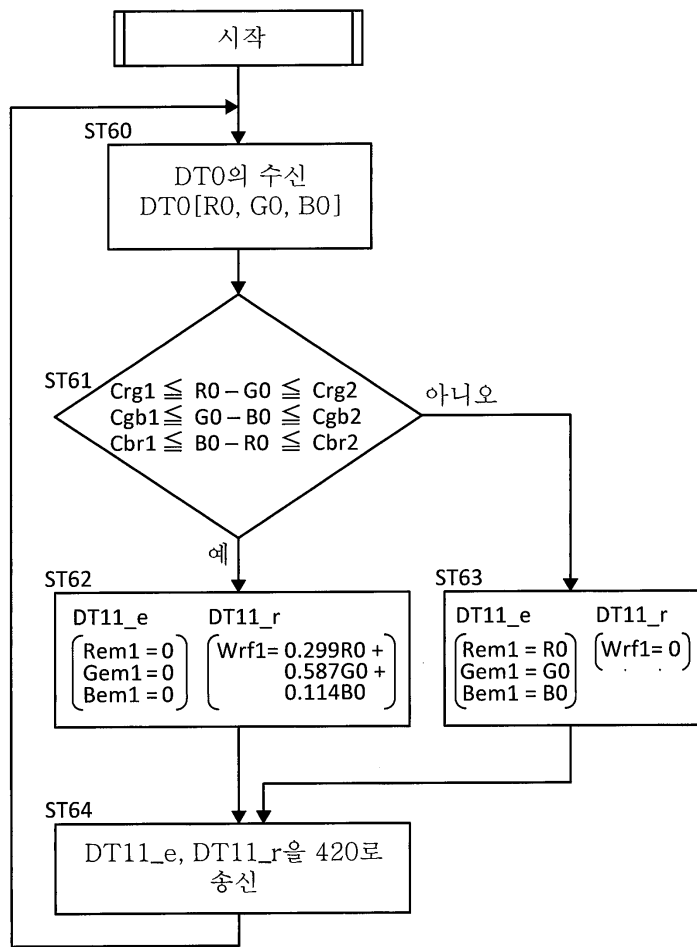 시작
ST60
DT0의 수신
DT0[R0, G0, B0]
ST61
Crg1 ≦ R0 – G0 ≦ Crg2
Cgb1 ≦ G0 – B0 ≦ Cgb2
Cbr1 ≦ B0 – R0 ≦ Cbr2
아니오
예
ST62
DT11_e DT11_r
Rem1 = 0
Gem1 = 0
Bem1 = 0
Wrf1 = 0.299R0 +
0.587G0 +
0.114B0
ST63
DT11_e DT11_r
Rem1 = R0
Gem1 = G0
Bem1 = B0
(Wrf1= 0)
ST64
DT11_e, DT11_r을 420로
송신